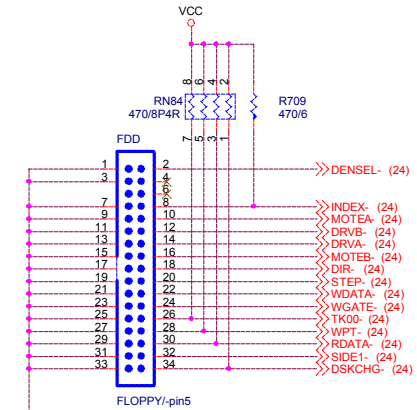 VCC
8 6 4 2
RN84
470/8P4R
R709
470/6
7 5 3 1
FDD
1 2 DENSEL- (24)
3 4
6
7 8 INDEX- (24)
9 10 MOTEA- (24)
11 12 DRVB- (24)
13 14 DRVA- (24)
15 16 MOTEB- (24)
17 18 DIR- (24)
19 20 STEP- (24)
21 22 WDATA- (24)
23 24 WGATE- (24)
25 26 TK00- (24)
27 28 WPT- (24)
29 30 RDATA- (24)
31 32 SIDE1- (24)
33 34 DSKCHG- (24)
FLOPPY/-pin5